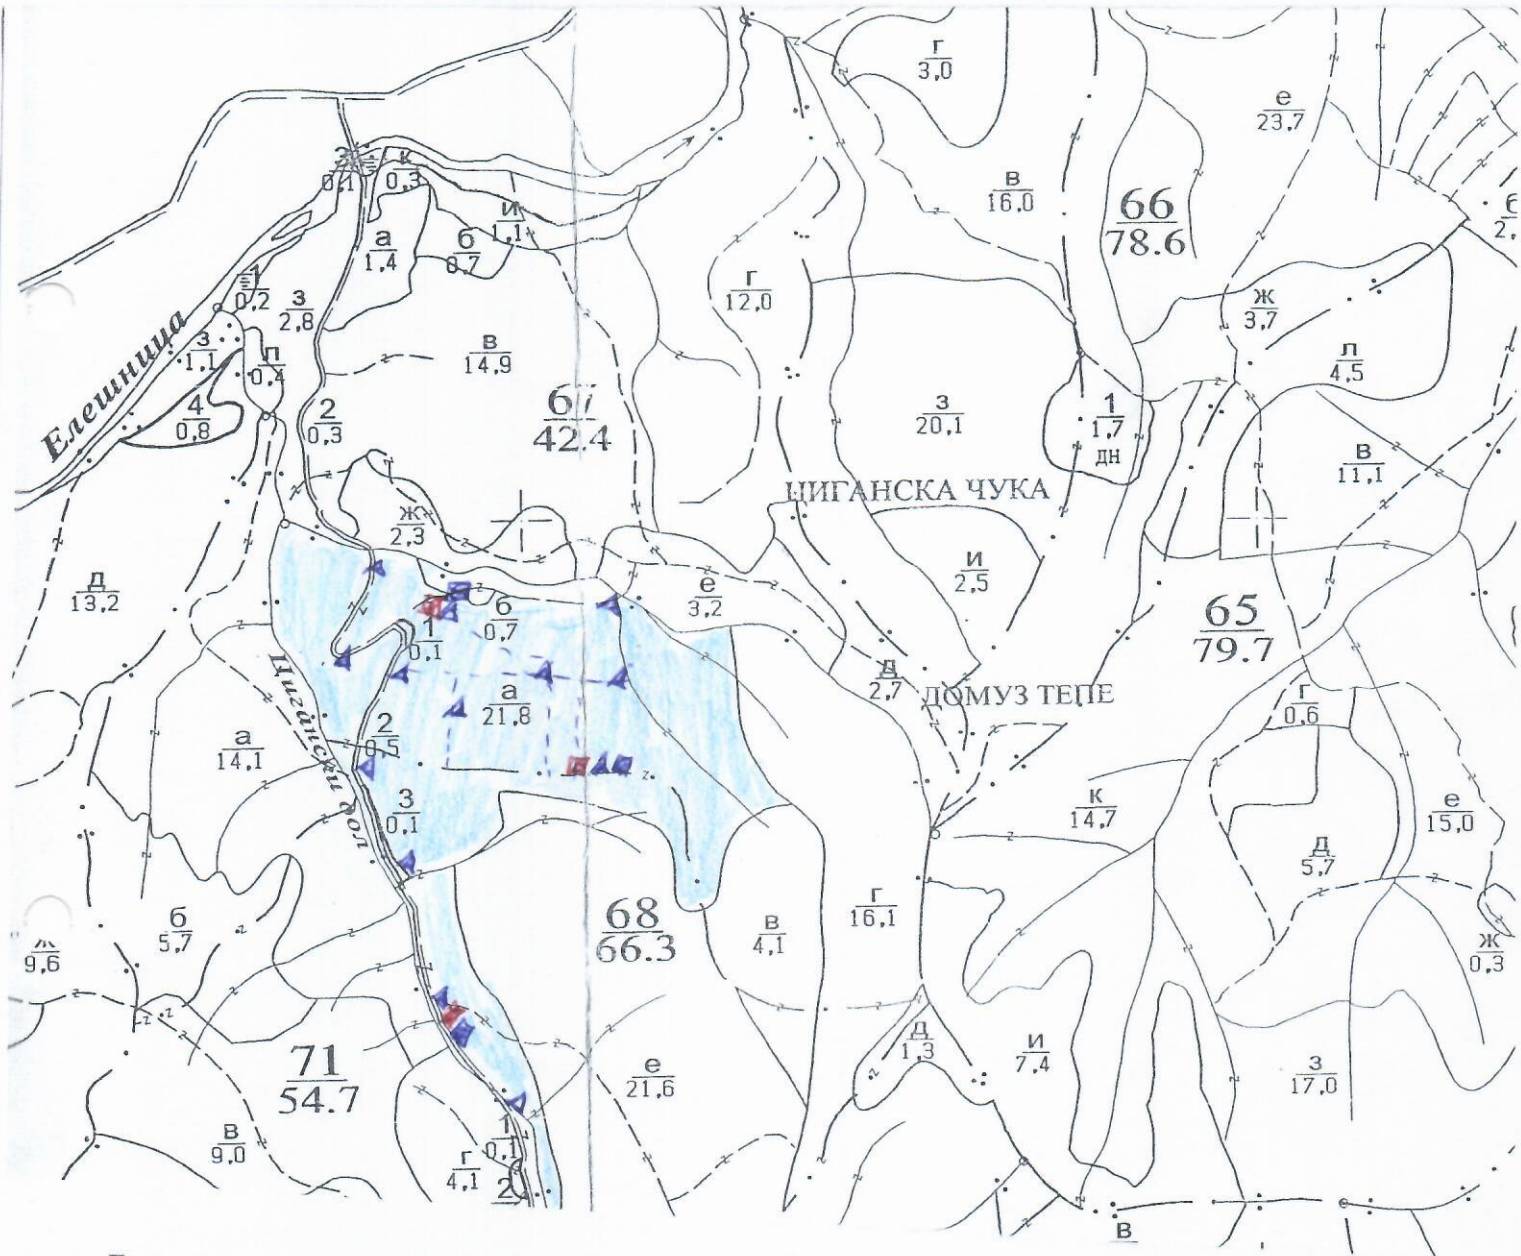 г
3,0
е
23,7
з
0,1
к
0,3
в
16,0
66
78.6
б
2,
и
1,1
а
1,4
б
0,7
1
0,2
з
2,8
г
12,0
ж
3,7
Елешница
з
1,1
п
0,4
в
14,9
л
4,5
4
0,8
2
0,3
67
42.4
з
20,1
1
1,7
дн
в
11,1
ЦИГАНСКА ЧУКА
ж
2,3
д
13,2
и
2,5
е
3,2
б
0,7
1
0,1
65
79.7
Цигански дол
а
21,8
д
2,7
ДОМУЗ ТЕПЕ
г
0,6
а
14,1
2
0,5
3
0,1
к
14,7
е
15,0
д
5,7
б
5,7
ж
9,6
68
66.3
в
4,1
г
16,1
ж
0,3
71
54.7
е
21,6
д
1,3
и
7,4
з
17,0
в
9,0
1
0,1
г
4,1
2
в